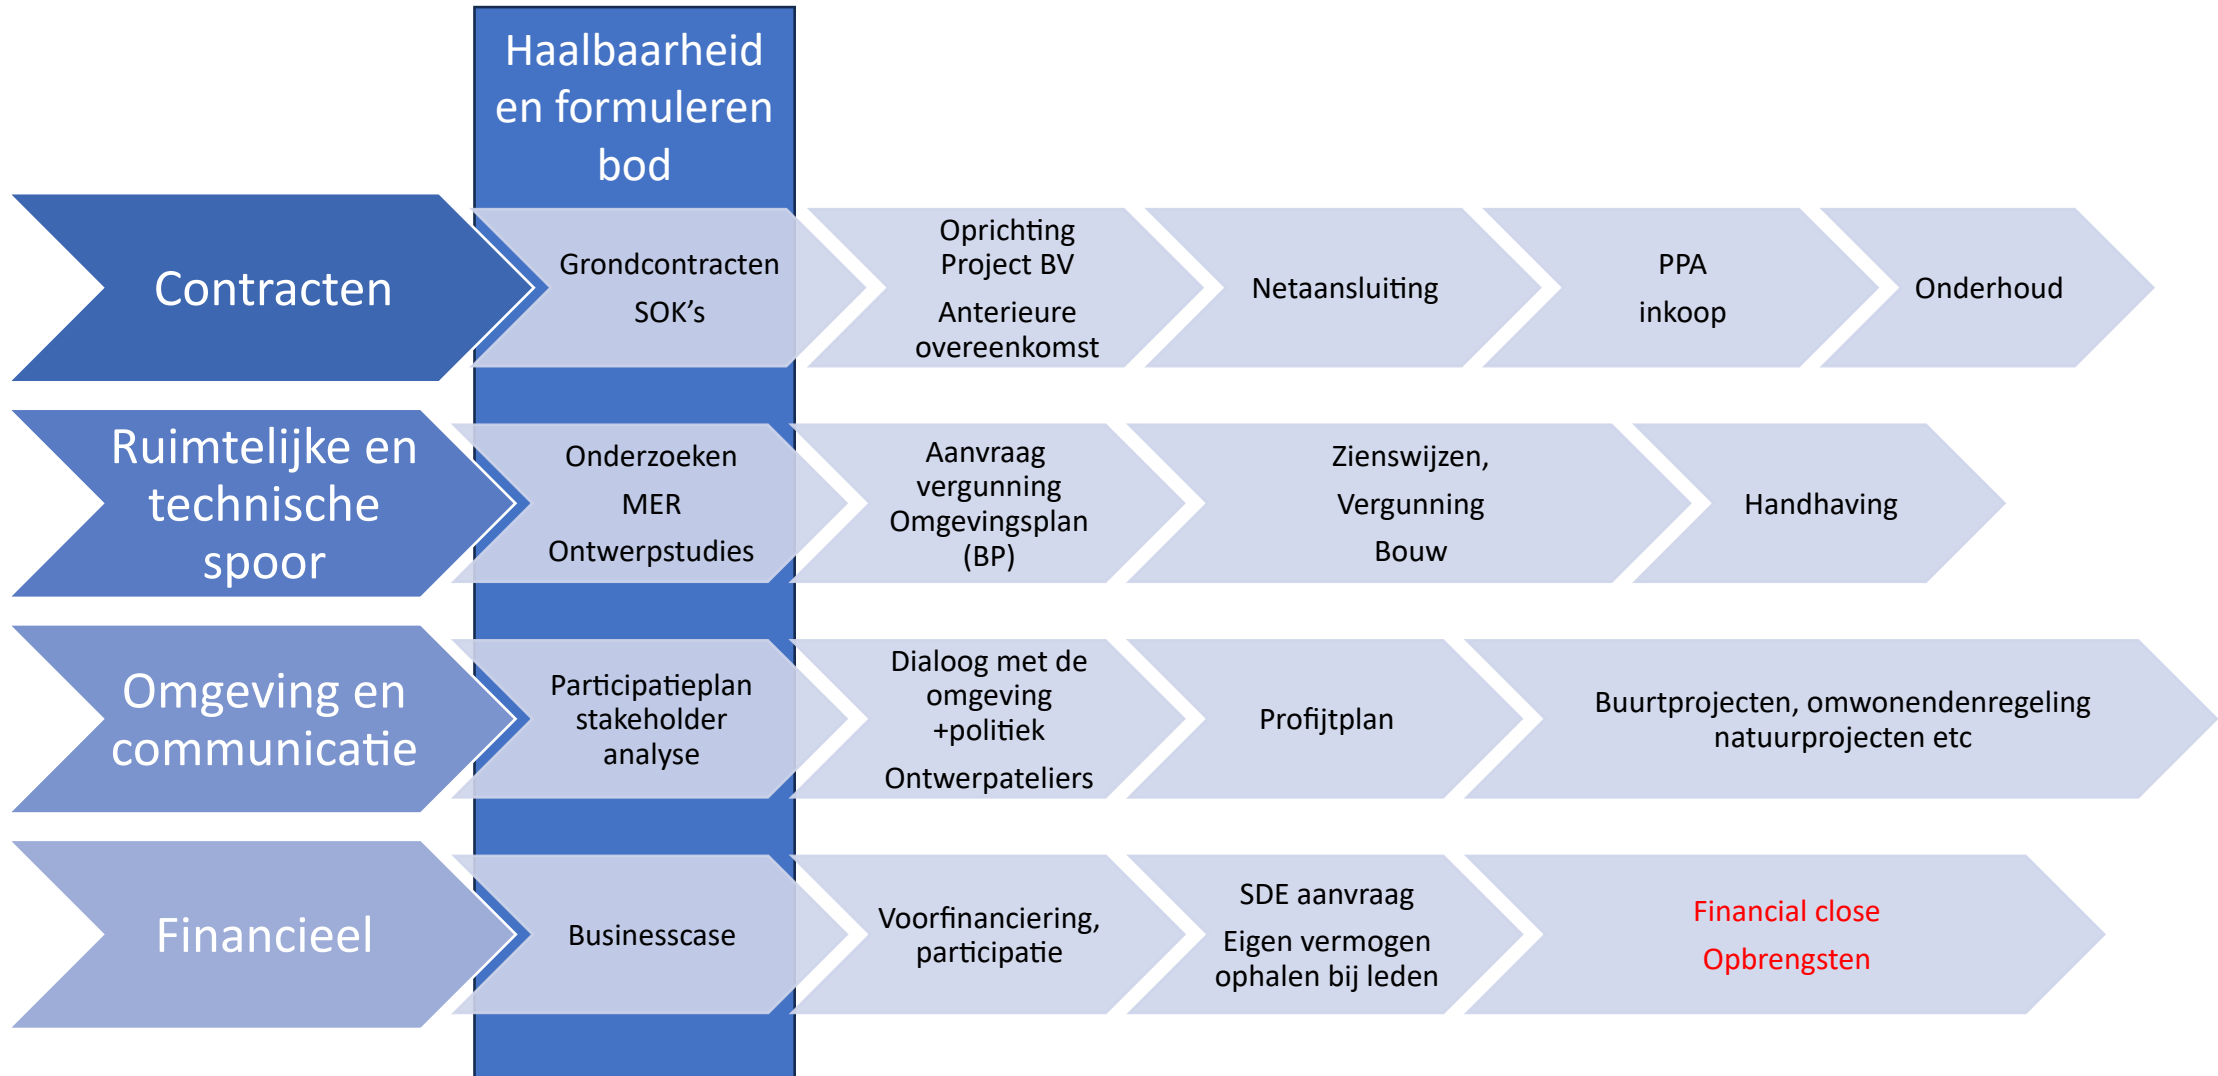 Haalbaarheid
en formuleren
bod
Contracten
Grondcontracten
SOK’s
Oprichting
Project BV
Anterieure
overeenkomst
Netaansluiting
PPA
inkoop
Onderhoud
Ruimtelijke en
technische
spoor
Onderzoeken
MER
Ontwerpstudies
Aanvraag
vergunning
Omgevingsplan
(BP)
Zienswijzen,
Vergunning
Bouw
Handhaving
Omgeving en
communicatie
Participatieplan
stakeholder
analyse
Dialoog met de
omgeving
+politiek
Ontwerpateliers
Profijtplan
Buurtprojecten, omwonendenregeling
natuurprojecten etc
Financieel
Businesscase
Voorfinanciering,
participatie
SDE aanvraag
Eigen vermogen
ophalen bij leden
Financial close
Opbrengsten